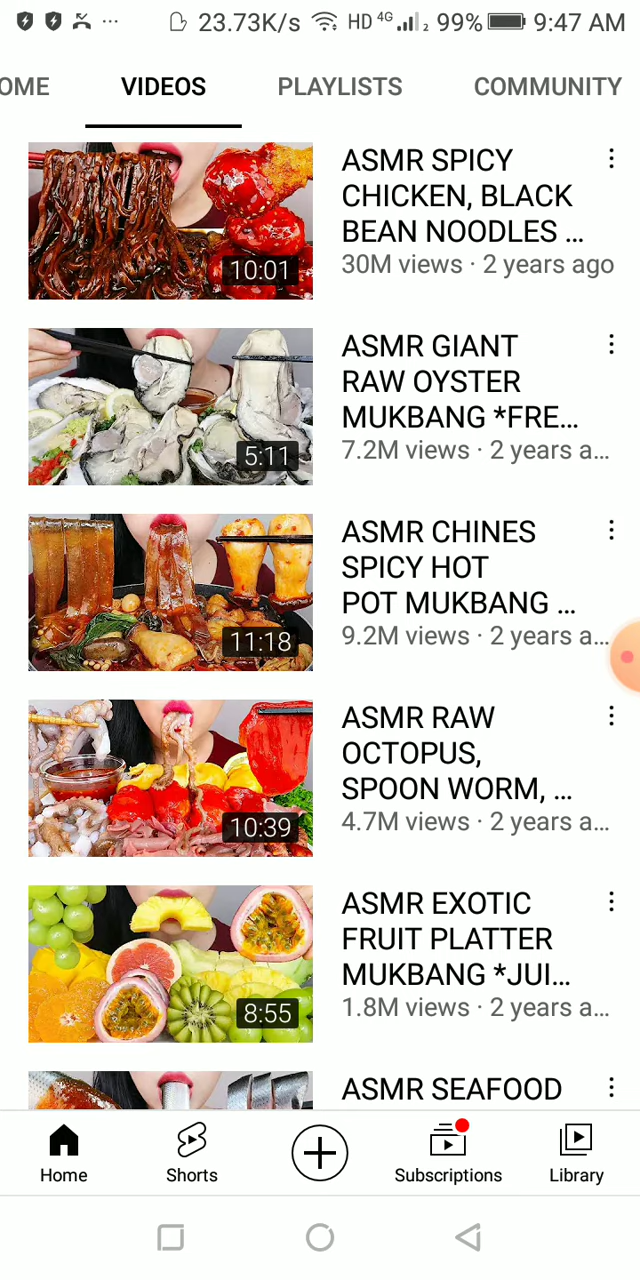 23.73K/s HD 4G 2 99% 9:47 AM
OME VIDEOS PLAYLISTS COMMUNITY
ASMR SPICY
CHICKEN, BLACK
BEAN NOODLES ...
30M views · 2 years ago
10:01
ASMR GIANT
RAW OYSTER
MUKBANG *FRE...
7.2M views · 2 years a...
5:11
ASMR CHINES
SPICY HOT
POT MUKBANG ...
9.2M views · 2 years a...
11:18
ASMR RAW
OCTOPUS,
SPOON WORM, ...
4.7M views · 2 years a...
10:39
ASMR EXOTIC
FRUIT PLATTER
MUKBANG *JUI...
1.8M views · 2 years a...
8:55
ASMR SEAFOOD
Home Shorts Subscriptions Library